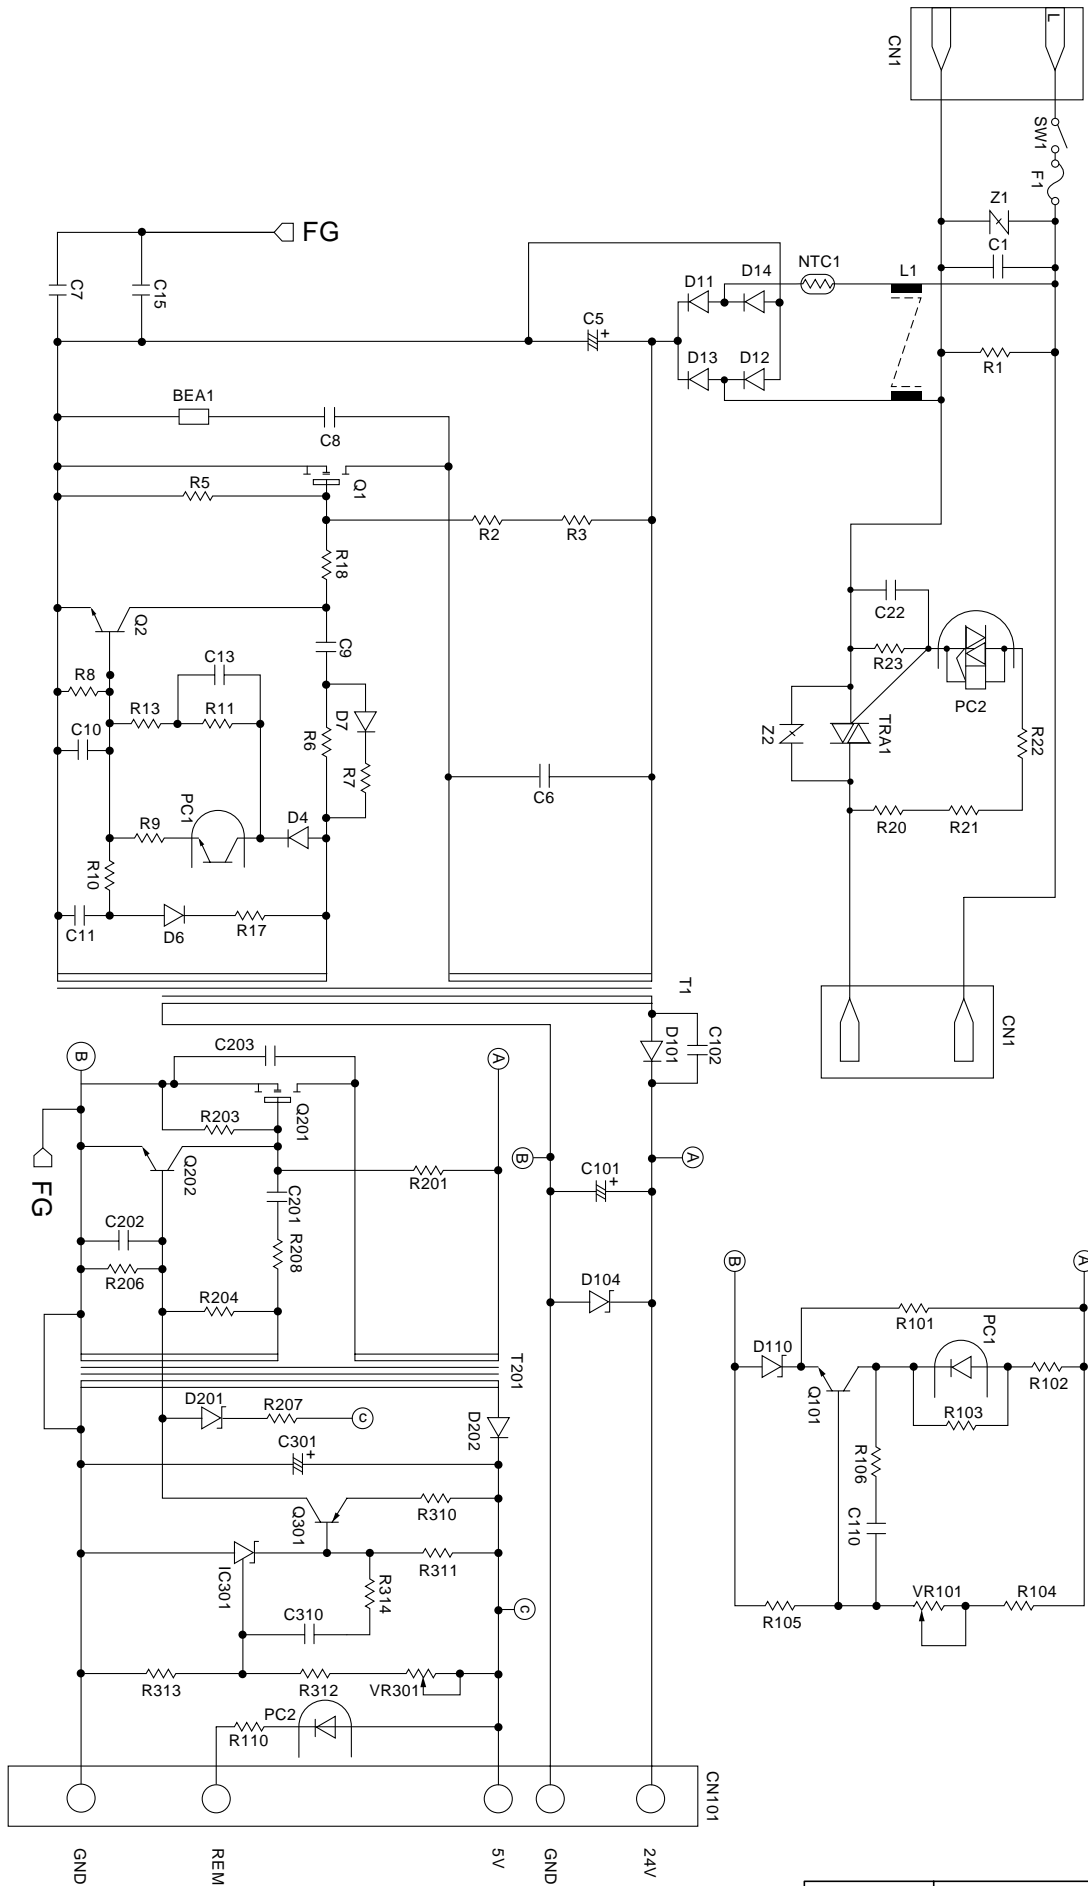 L
CN1
SW1
F1
Z1
C1
FG
C7
C15
NTC1
L1
D11
D14
C5
D13
D12
R1
BEA1
C8
Q1
R5
R2
R3
R18
C22
R23
PC2
Q2
C9
C13
R8
R13
R11
D7
R6
R7
TRA1
Z2
R22
C10
C6
PC1
R9
D4
R20
R21
R10
C11
D6
R17
T1
CN1
B
C203
A
D101
C102
R203
Q201
FG
Q202
R201
B
C101
A
C201
C202
R208
R206
R204
D104
B
A
R101
PC1
D110
R102
Q101
R103
T201
D201
R207
C
D202
C301
R106
C110
Q301
R310
IC301
R311
R314
C310
C
VR101
R104
R105
R313
R312
VR301
PC2
R110
CN101
GND
REM
5V
GND
24V